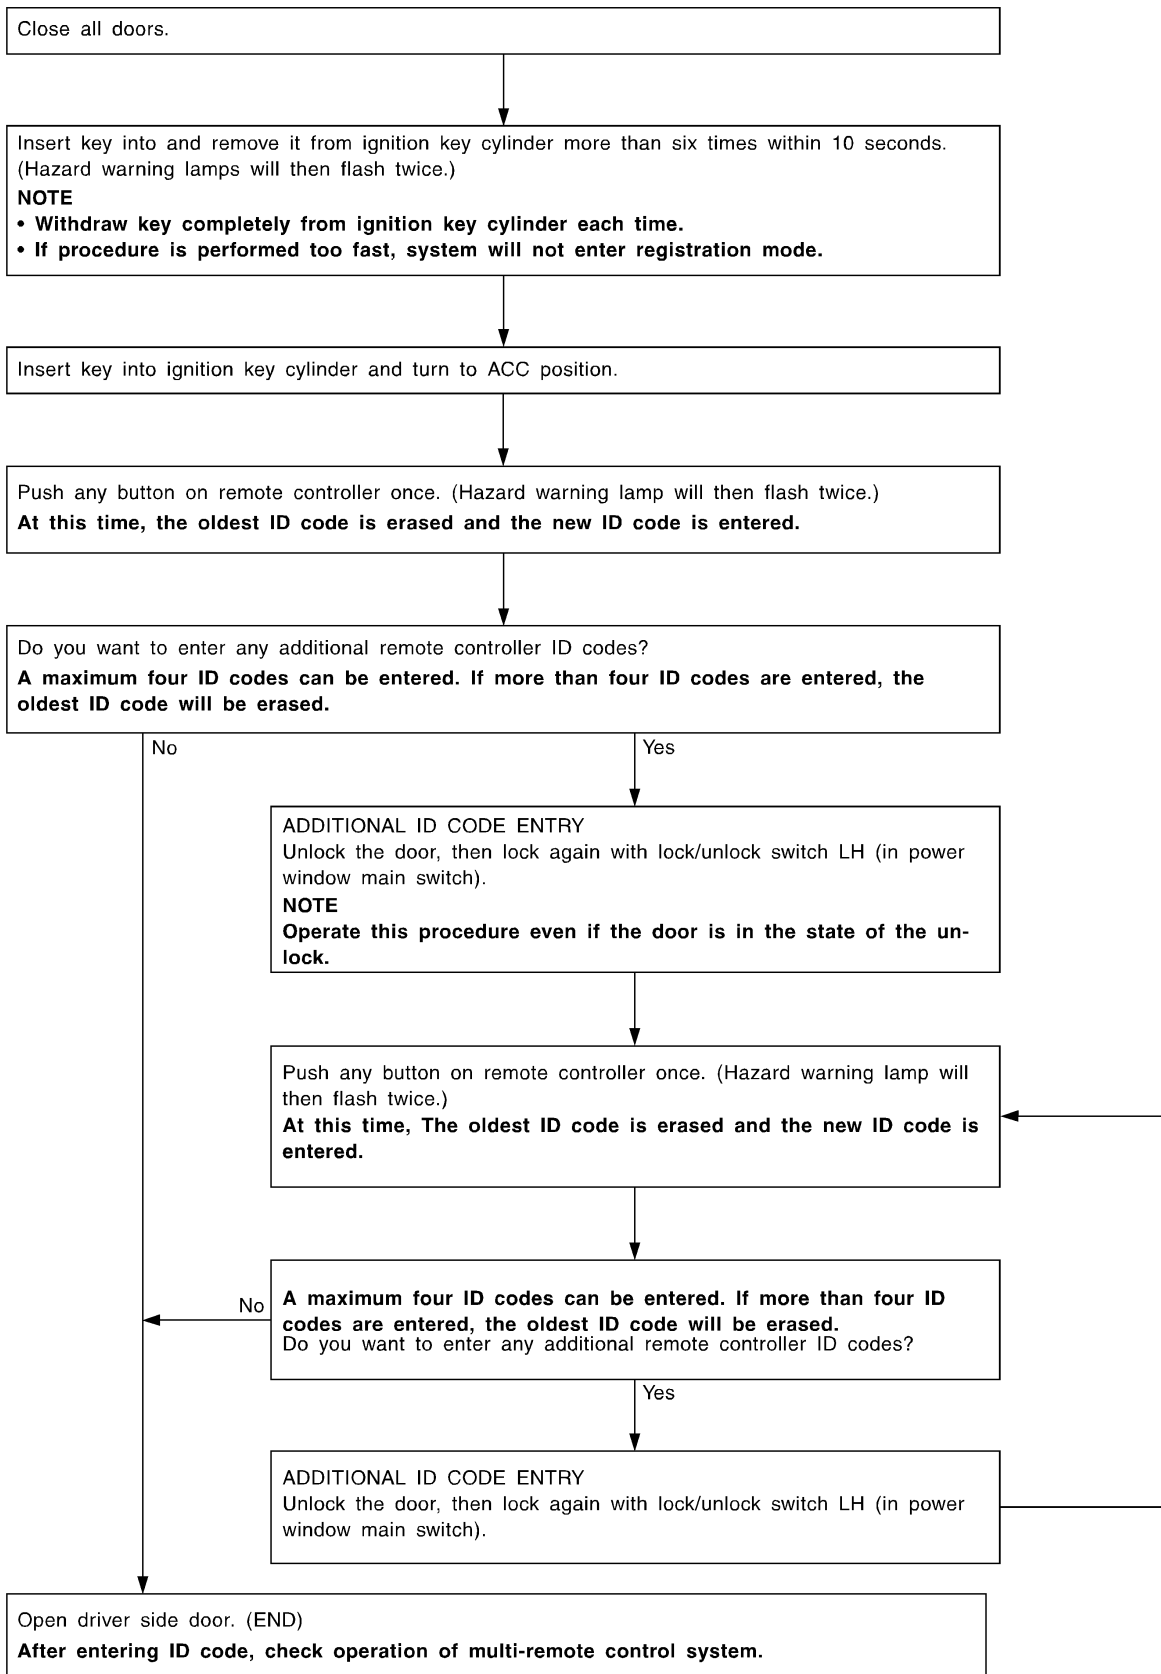 Close all doors.
Insert key into and remove it from ignition key cylinder more than six times within 10 seconds.
(Hazard warning lamps will then flash twice.)
NOTE
• Withdraw key completely from ignition key cylinder each time.
• If procedure is performed too fast, system will not enter registration mode.
Insert key into ignition key cylinder and turn to ACC position.
Push any button on remote controller once. (Hazard warning lamp will then flash twice.)
At this time, the oldest ID code is erased and the new ID code is entered.
Do you want to enter any additional remote controller ID codes?
A maximum four ID codes can be entered. If more than four ID codes are entered, the
oldest ID code will be erased.
No
Yes
ADDITIONAL ID CODE ENTRY
Unlock the door, then lock again with lock/unlock switch LH (in power
window main switch).
NOTE
Operate this procedure even if the door is in the state of the un-
lock.
Push any button on remote controller once. (Hazard warning lamp will
then flash twice.)
At this time, The oldest ID code is erased and the new ID code is
entered.
No
A maximum four ID codes can be entered. If more than four ID
codes are entered, the oldest ID code will be erased.
Do you want to enter any additional remote controller ID codes?
Yes
ADDITIONAL ID CODE ENTRY
Unlock the door, then lock again with lock/unlock switch LH (in power
window main switch).
Open driver side door. (END)
After entering ID code, check operation of multi-remote control system.